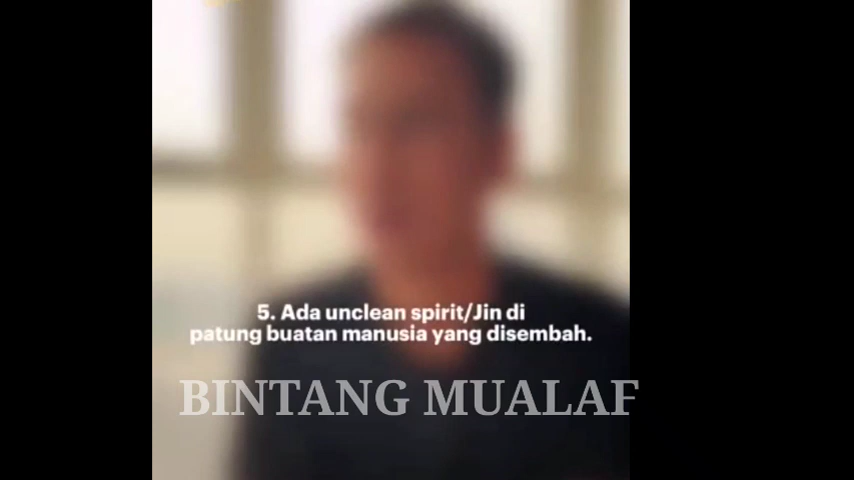 5. Ada unclean spirit/Jin di
patung buatan manusia yang disembah.
BINTANG MUALAF